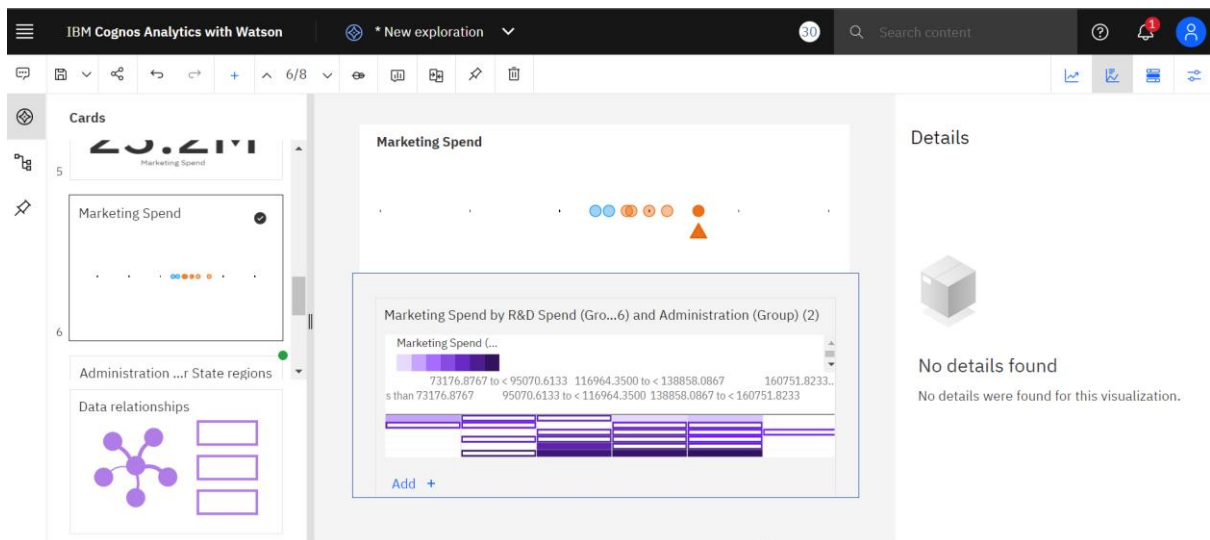 IBM Cognos Analytics with Watson
* New exploration
30
Search content
1
6/8
Cards
Marketing Spend
5
Marketing Spend
6
Administration ...r State regions
Data relationships
Marketing Spend
Marketing Spend by R&D Spend (Gro...6) and Administration (Group) (2)
Marketing Spend (...
73176.8767 to < 95070.6133 116964.3500 to < 138858.0867 160751.8233...
s than 73176.8767 95070.6133 to < 116964.3500 138858.0867 to < 160751.8233
Add +
Details
No details found
No details were found for this visualization.